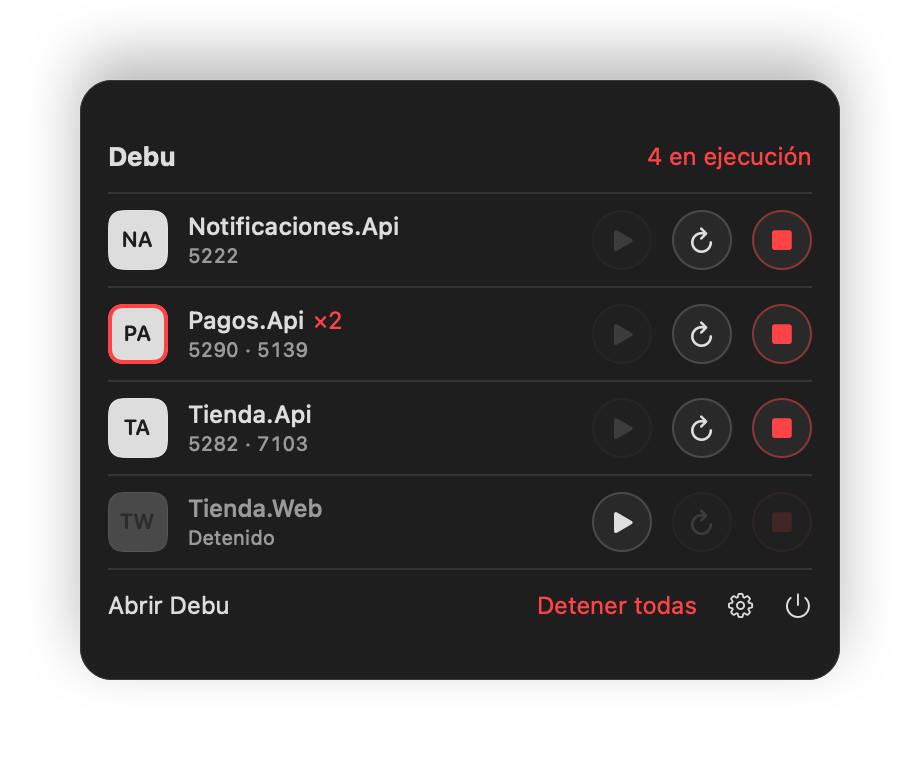 Debu
4 en ejecución
NA
Notificaciones.Api
5222
PA
Pagos.Api ×2
5290 · 5139
TA
Tienda.Api
5282 · 7103
TW
Tienda.Web
Detenido
Abrir Debu
Detener todas